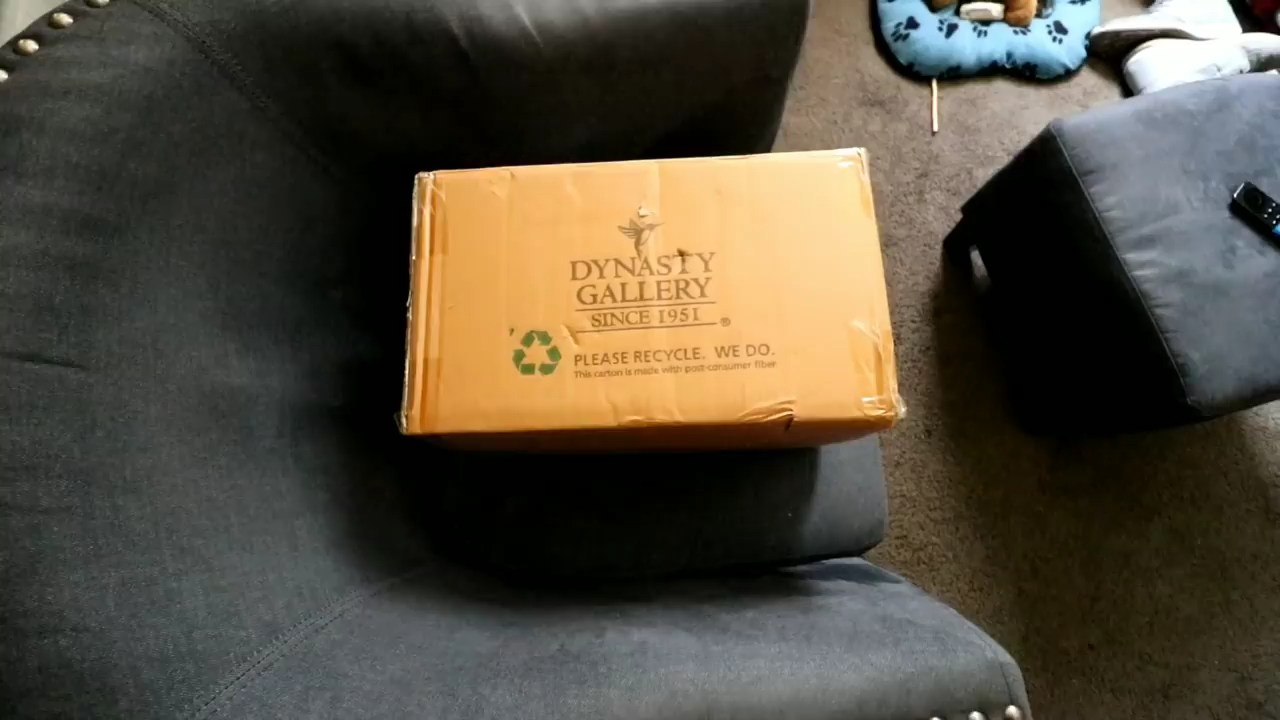 DYNASTY
GALLERY
SINCE 1951 ®
PLEASE RECYCLE. WE DO.
This carton is made with post-consumer fiber